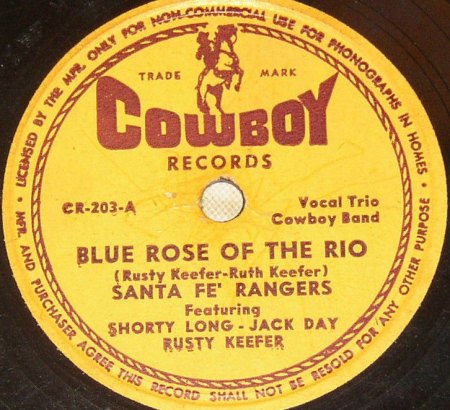 LICENSED BY THE MFR. ONLY FOR NON-COMMERCIAL USE FOR PHONOGRAPHS IN HOMES •
MFR. AND PURCHASER AGREE THIS RECORD SHALL NOT BE RESOLD FOR/ANY OTHER PURPOSE •
TRADE MARK
COWBOY
RECORDS
CR-203-A
Vocal Trio
Cowboy Band
BLUE ROSE OF THE RIO
(Rusty Keefer-Ruth Keefer)
SANTA FE' RANGERS
Featuring
SHORTY LONG - JACK DAY
RUSTY KEEFER